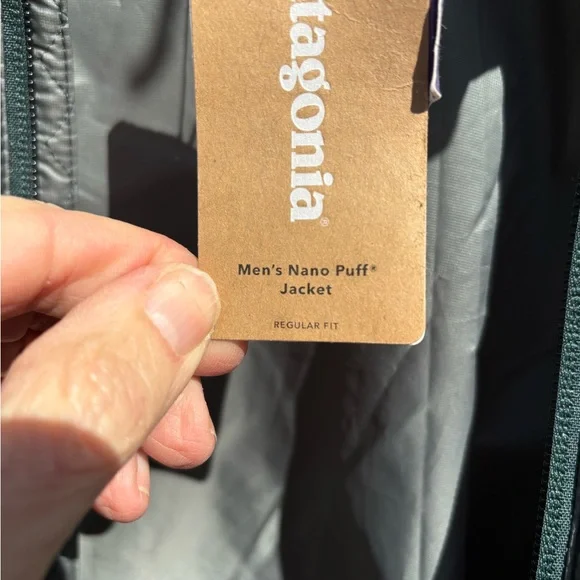 tagonia®
Men's Nano Puff®
Jacket
REGULAR FIT